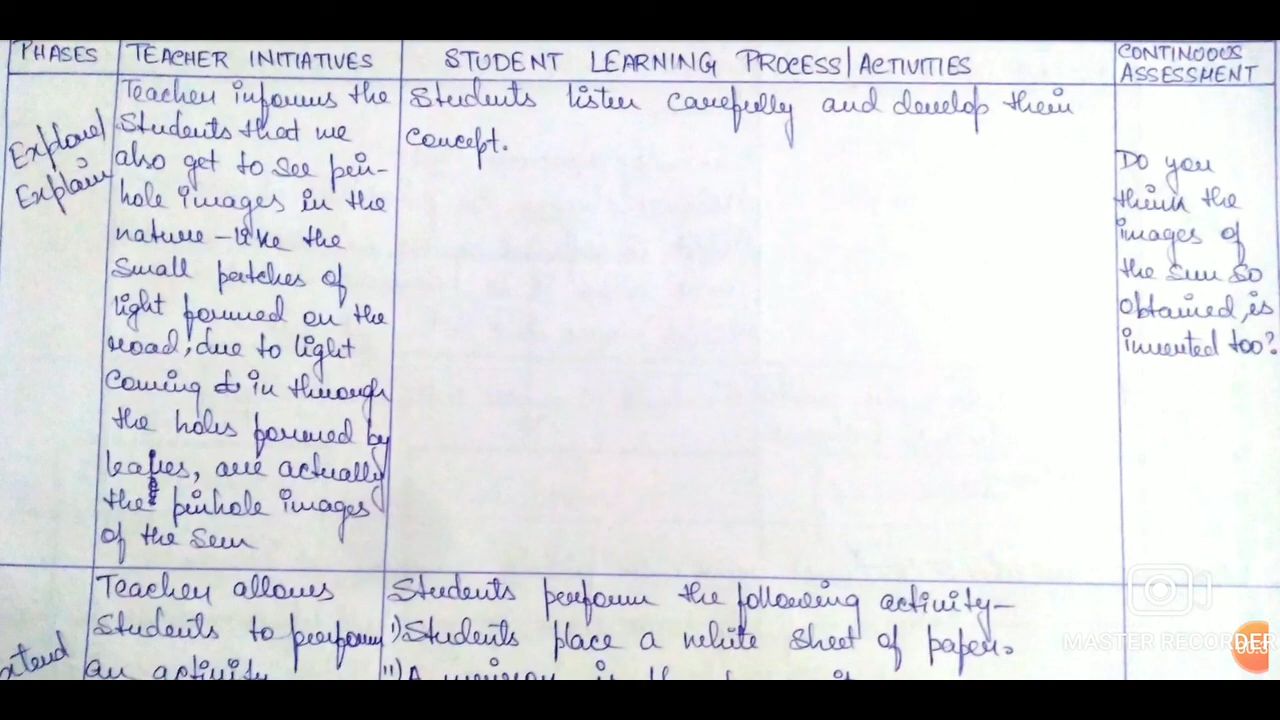 PHASES TEACHER INITIATIVES STUDENT LEARNING PROCESS/ACTIVITIES CONTINUOUS ASSESSMENT
Explore/
Explain
Teacher informs the
Students that we
also get to see pin-
hole images in the
nature - like the
Small patches of
light formed on the
road, due to light
Coming in through
the holes formed by
leaves, are actually
the pinhole images
of the Sun
Students listen carefully and develop their
concept.
Do you
think the
images of
the sun so
obtained, is
inverted too?
Teacher allows
Students to perform
an activity
Students perform the following activity-
i) Students place a white sheet of paper.
ii) A
MASTER RECORDER